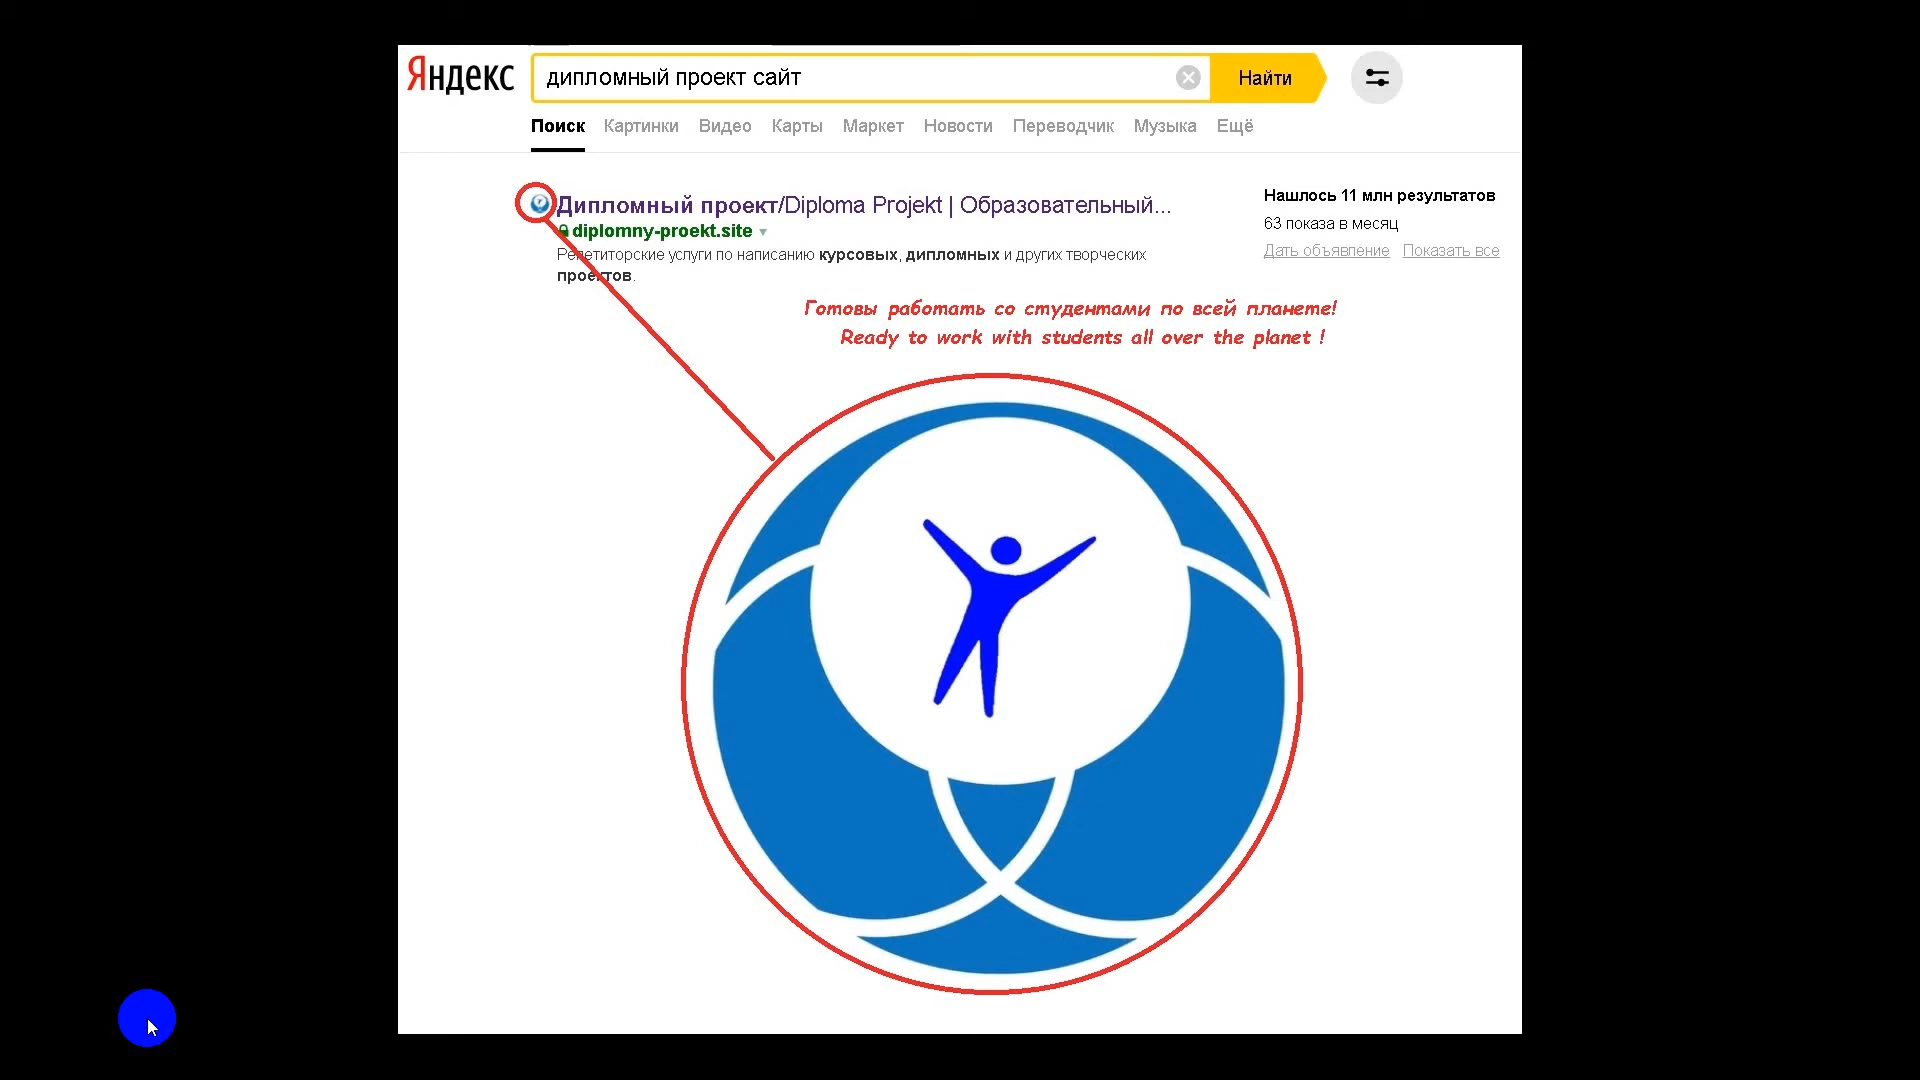 Яндекс
дипломный проект сайт
Найти
Поиск Картинки Видео Карты Маркет Новости Переводчик Музыка Ещё
Дипломный проект/Diploma Projekt | Образовательный...
diplomny-proekt.site
Репетиторские услуги по написанию курсовых, дипломных и других творческих
проектов.
Нашлось 11 млн результатов
63 показа в месяц
Дать объявление Показать все
Готовы работать со студентами по всей планете!
Ready to work with students all over the planet !